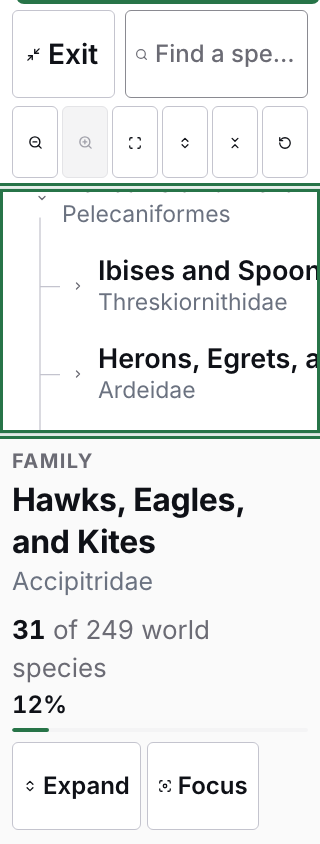 Exit
Find a spe...
Pelecaniformes
Ibises and Spoon
Threskiornithidae
Herons, Egrets, a
Ardeidae
FAMILY
Hawks, Eagles,
and Kites
Accipitridae
31 of 249 world
species
12%
Expand
Focus